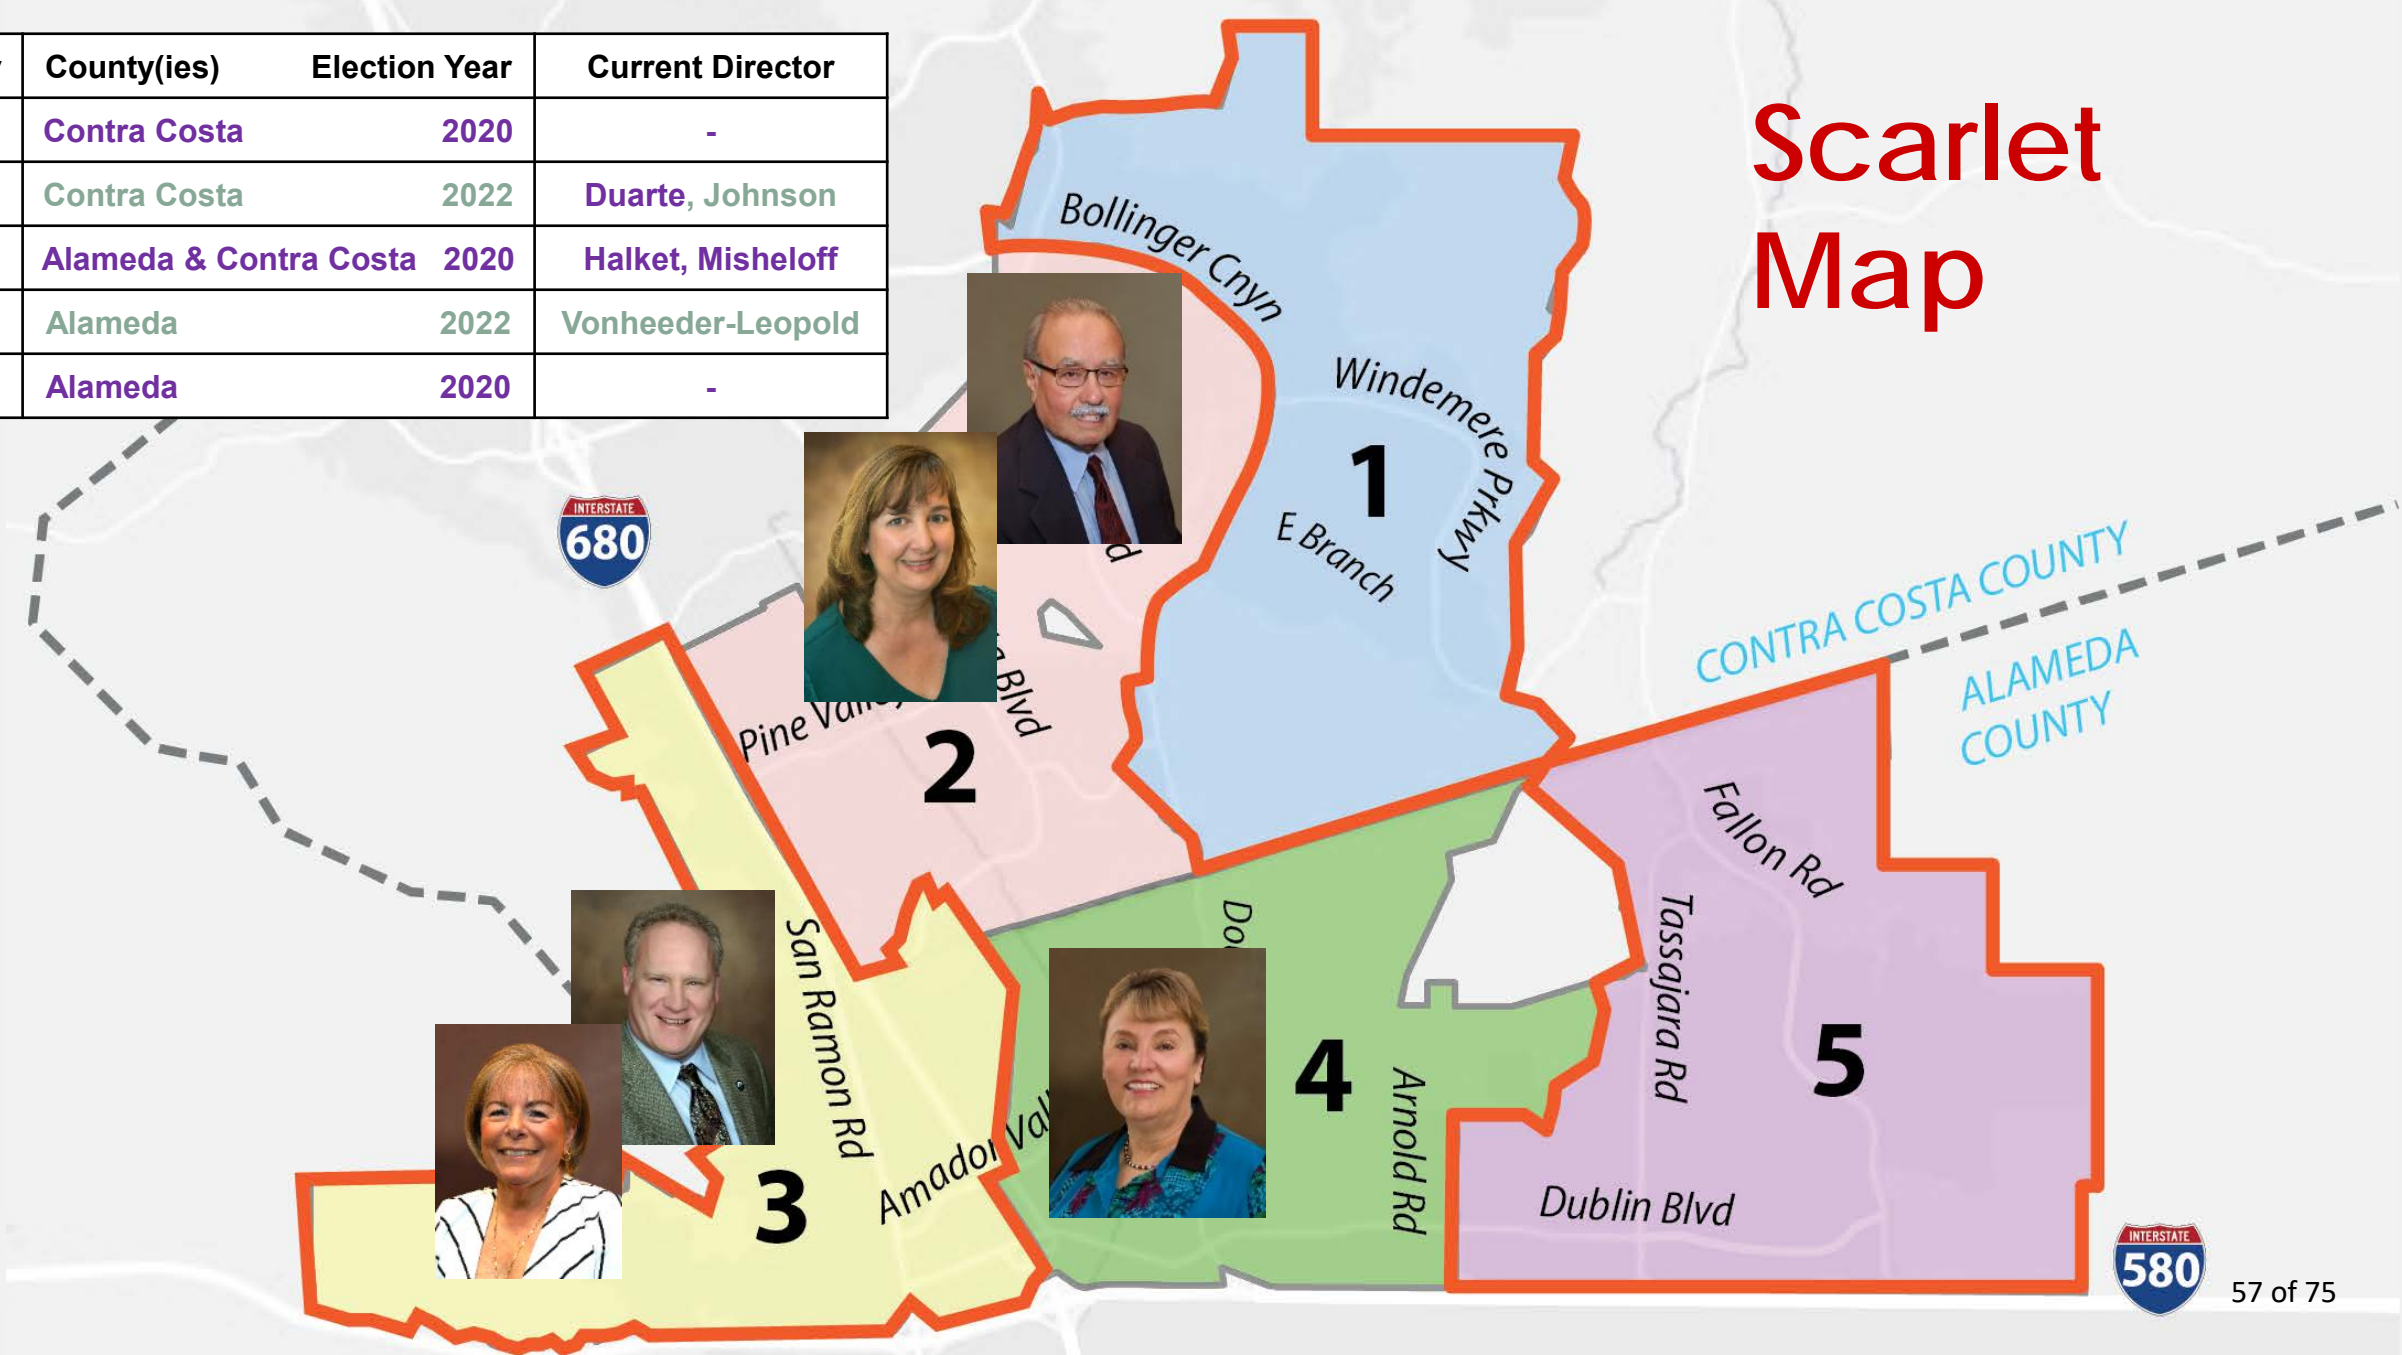 County(ies) Election Year Current Director
Contra Costa 2020 -
Contra Costa 2022 Duarte, Johnson
Alameda & Contra Costa 2020 Halket, Misheloff
Alameda 2022 Vonheeder-Leopold
Alameda 2020 -
Scarlet
Map
Bollinger Cnyn
Windemere Prkwy
1
E Branch
INTERSTATE
680
CONTRA COSTA COUNTY
ALAMEDA
COUNTY
Blvd
Pine
2
Fallon Rd
Tassajara Rd
San Ramon Rd
4
Arnold Rd
5
Amador
3
Dublin Blvd
INTERSTATE
580
57 of 75